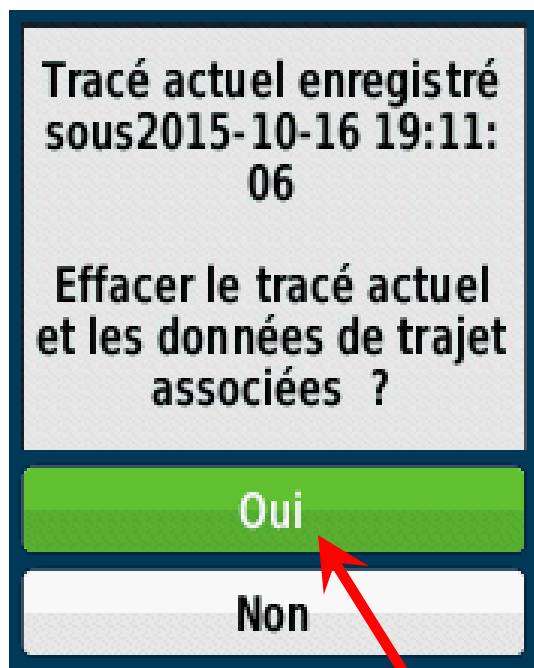 Tracé actuel enregistré
sous2015-10-16 19:11:
06
Effacer le tracé actuel
et les données de trajet
associées ?
Oui
Non